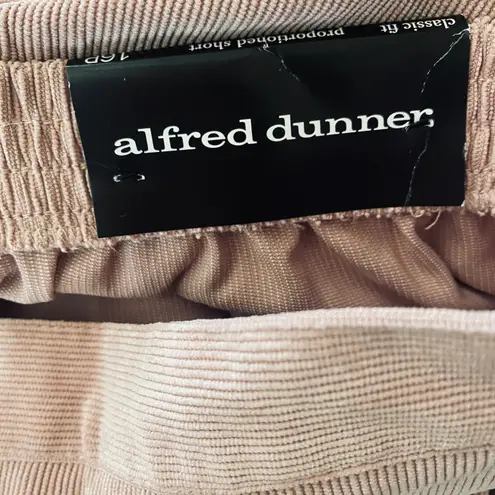 alfred dunner
classic fit
proportioned short
16P